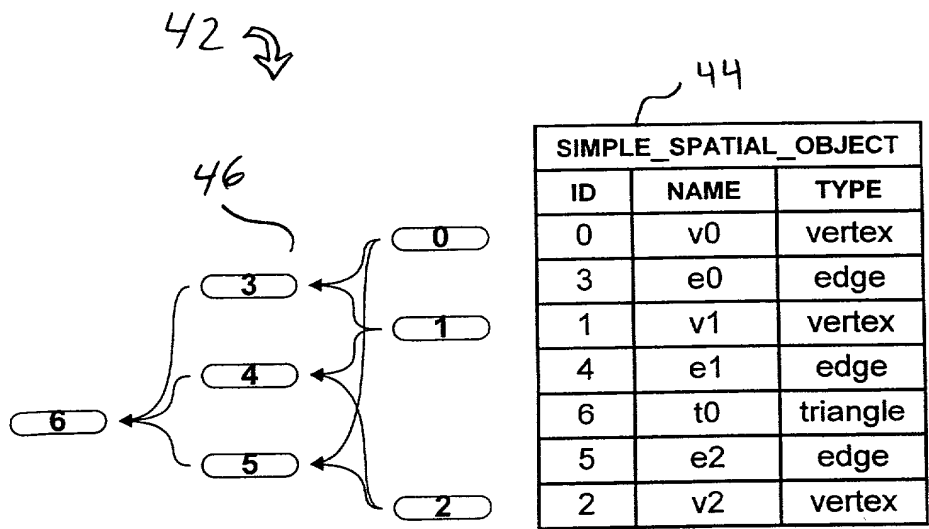 42
44
46
0
3
1
4
6
5
2
SIMPLE_SPATIAL_OBJECT
ID NAME TYPE
0 v0 vertex
3 e0 edge
1 v1 vertex
4 e1 edge
6 t0 triangle
5 e2 edge
2 v2 vertex